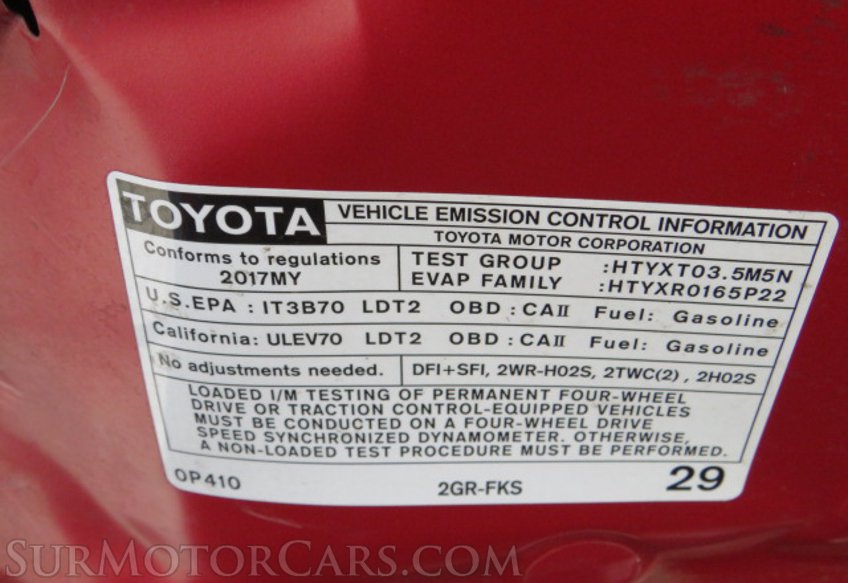 TOYOTA
VEHICLE EMISSION CONTROL INFORMATION
TOYOTA MOTOR CORPORATION
Conforms to regulations
2017MY
TEST GROUP :HTYXT03.5M5N
EVAP FAMILY :HTYXR0165P22
U.S.EPA : IT3B70 LDT2 OBD : CAII Fuel: Gasoline
California: ULEV70 LDT2 OBD : CAII Fuel: Gasoline
No adjustments needed.
DFI+SFI, 2WR-HO2S, 2TWC(2) , 2HO2S
LOADED I/M TESTING OF PERMANENT FOUR-WHEEL
DRIVE OR TRACTION CONTROL-EQUIPPED VEHICLES
MUST BE CONDUCTED ON A FOUR-WHEEL DRIVE
SPEED SYNCHRONIZED DYNAMOMETER. OTHERWISE,
A NON-LOADED TEST PROCEDURE MUST BE PERFORMED.
0P410 2GR-FKS 29
SURMOTORCARS.COM